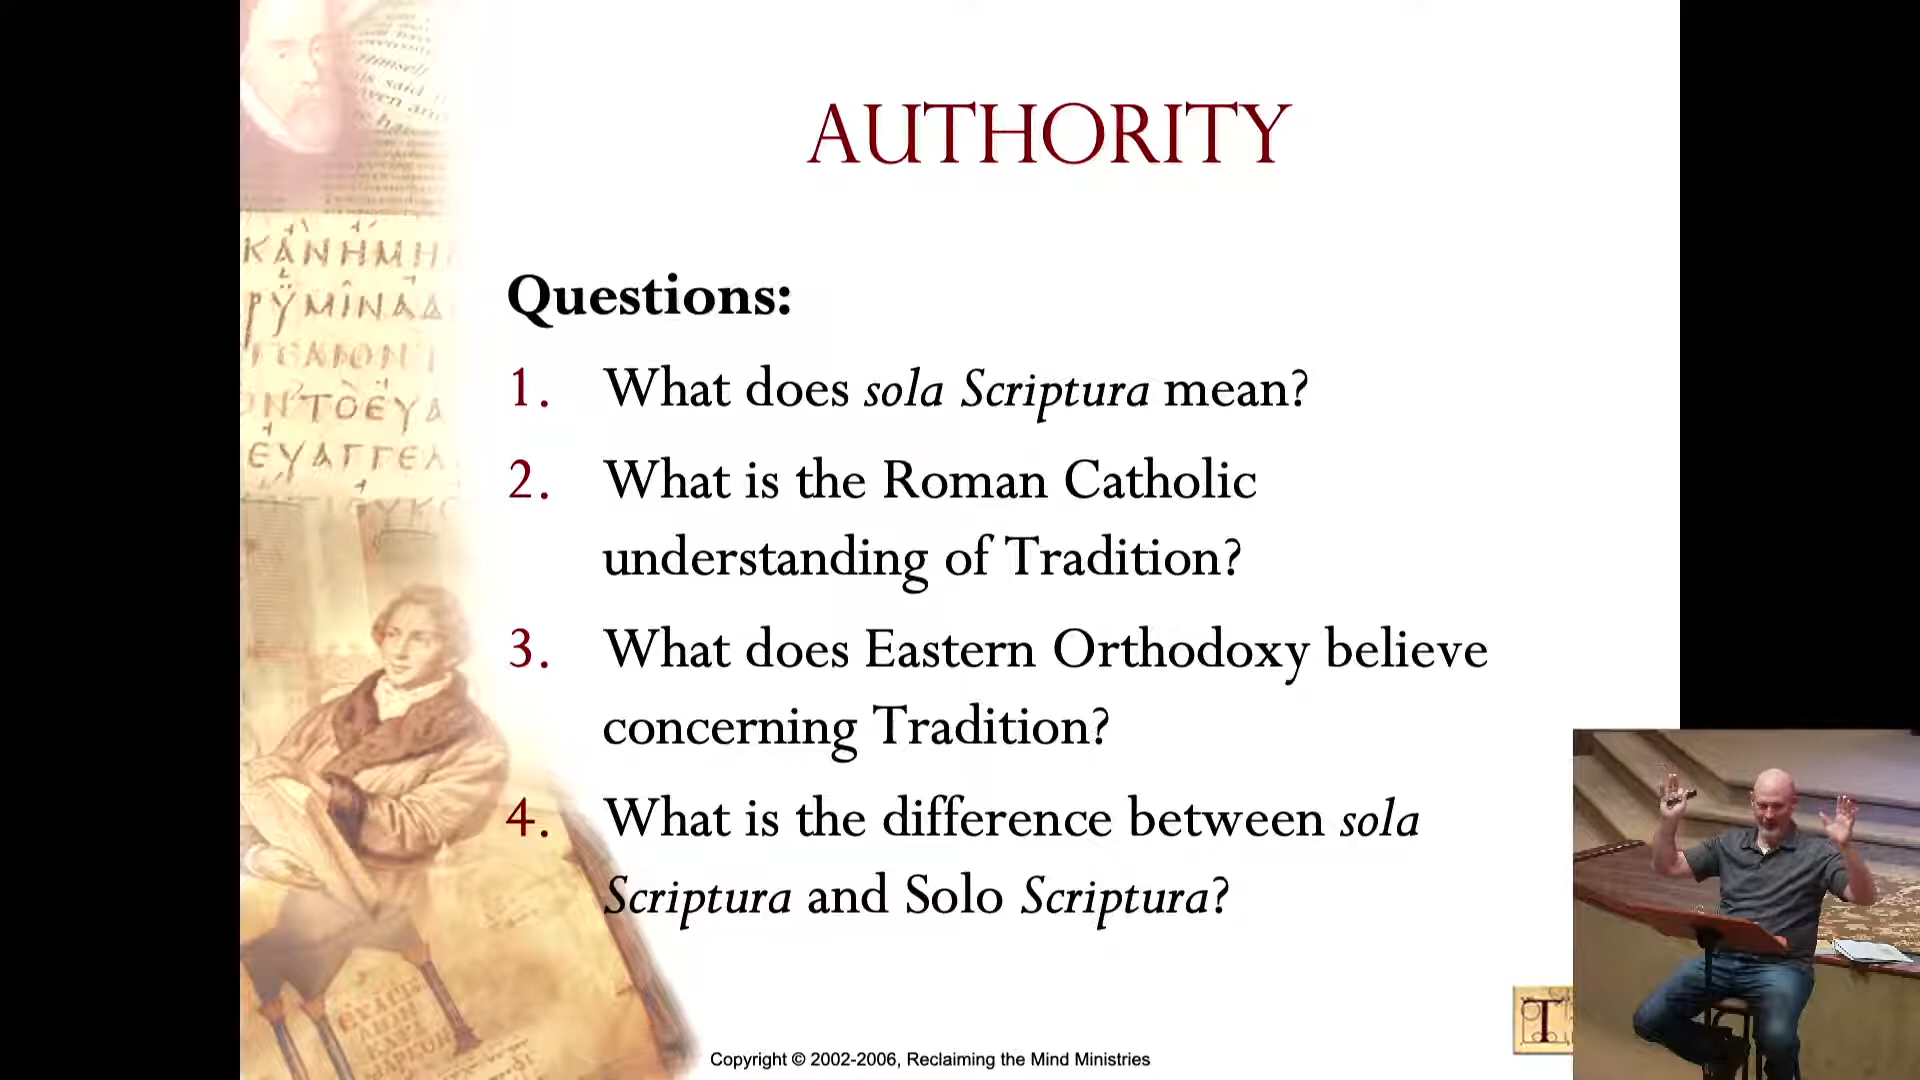 AUTHORITY
Questions:
1. What does sola Scriptura mean?
2. What is the Roman Catholic
understanding of Tradition?
3. What does Eastern Orthodoxy believe
concerning Tradition?
4. What is the difference between sola
Scriptura and Solo Scriptura?
Copyright © 2002-2006, Reclaiming the Mind Ministries
T
ΚΑΝΗΜΗ